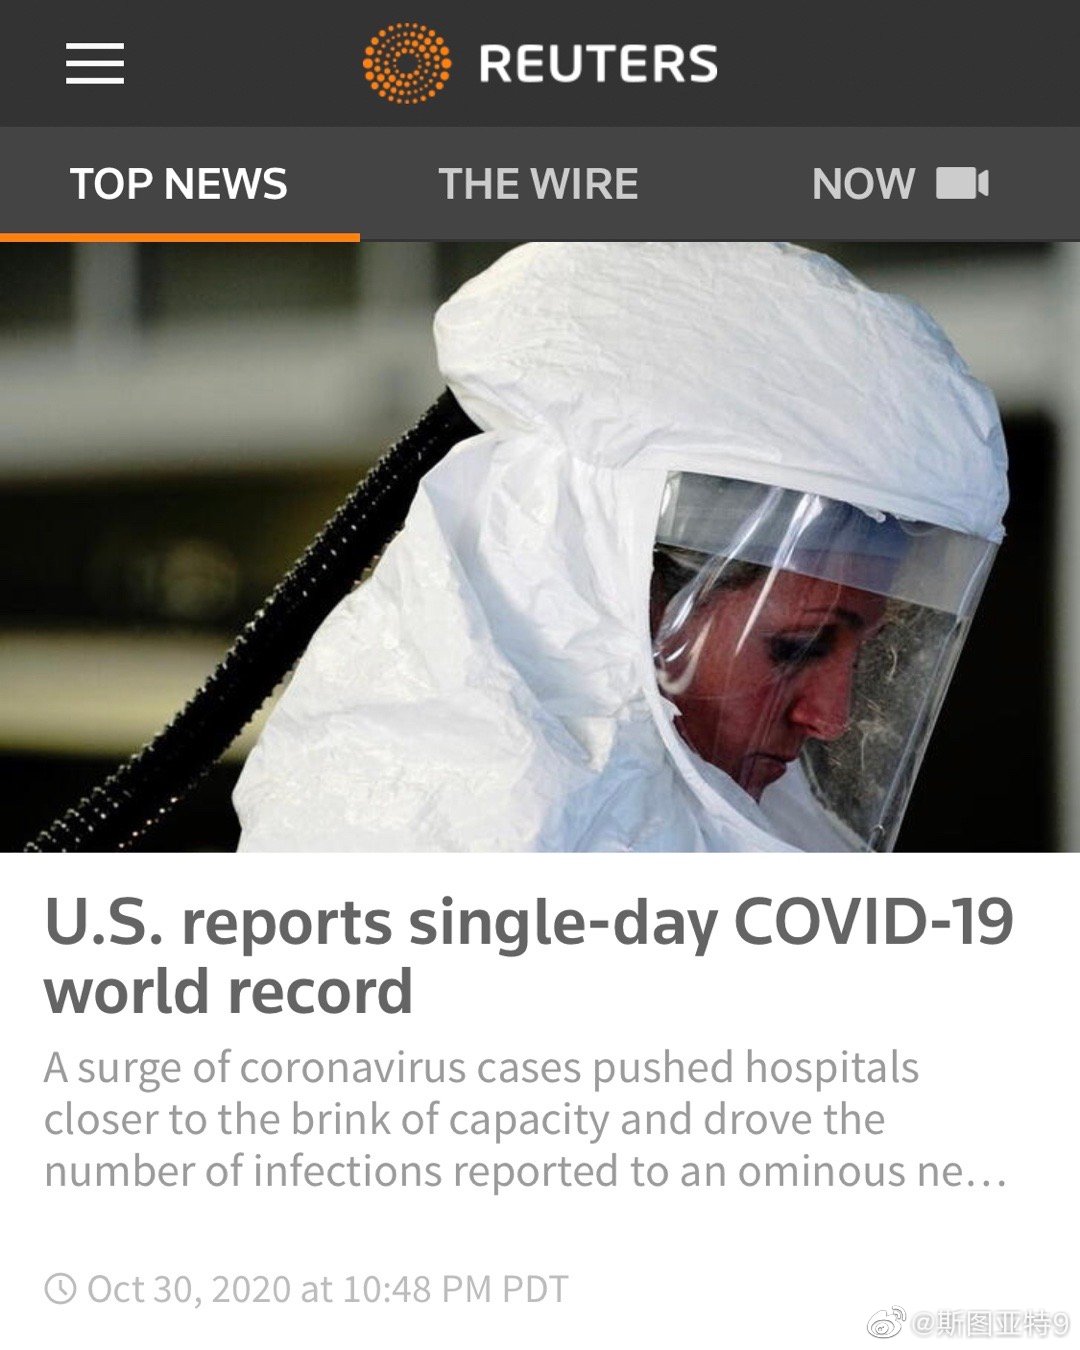 REUTERS
TOP NEWS
THE WIRE
NOW
U.S. reports single-day COVID-19
world record
A surge of coronavirus cases pushed hospitals
closer to the brink of capacity and drove the
number of infections reported to an ominous ne…
Oct 30, 2020 at 10:48 PM PDT
@斯图亚特9